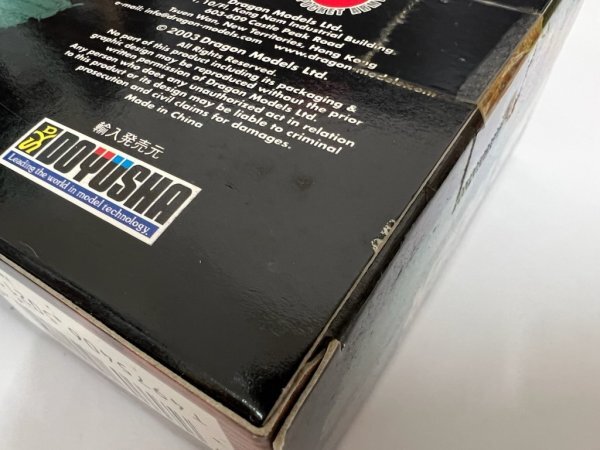 Dragon Models Ltd.
10/F, Kong Nam Industrial Building,
603-609 Castle Peak Road
Tsuen Wan, New Territories, Hong Kong
© 2003 Dragon Models Ltd.
All Rights Reserved.
No part of this product including its packaging &
graphic design may be reproduced without the prior
written permission of Dragon Models Ltd.
Any person who does any unauthorised act in relation
to this product or its design may be liable to criminal
prosecution and civil claims for damages.
Made in China
輸入発売元
DOYUSHA
Leading the world in model technology.